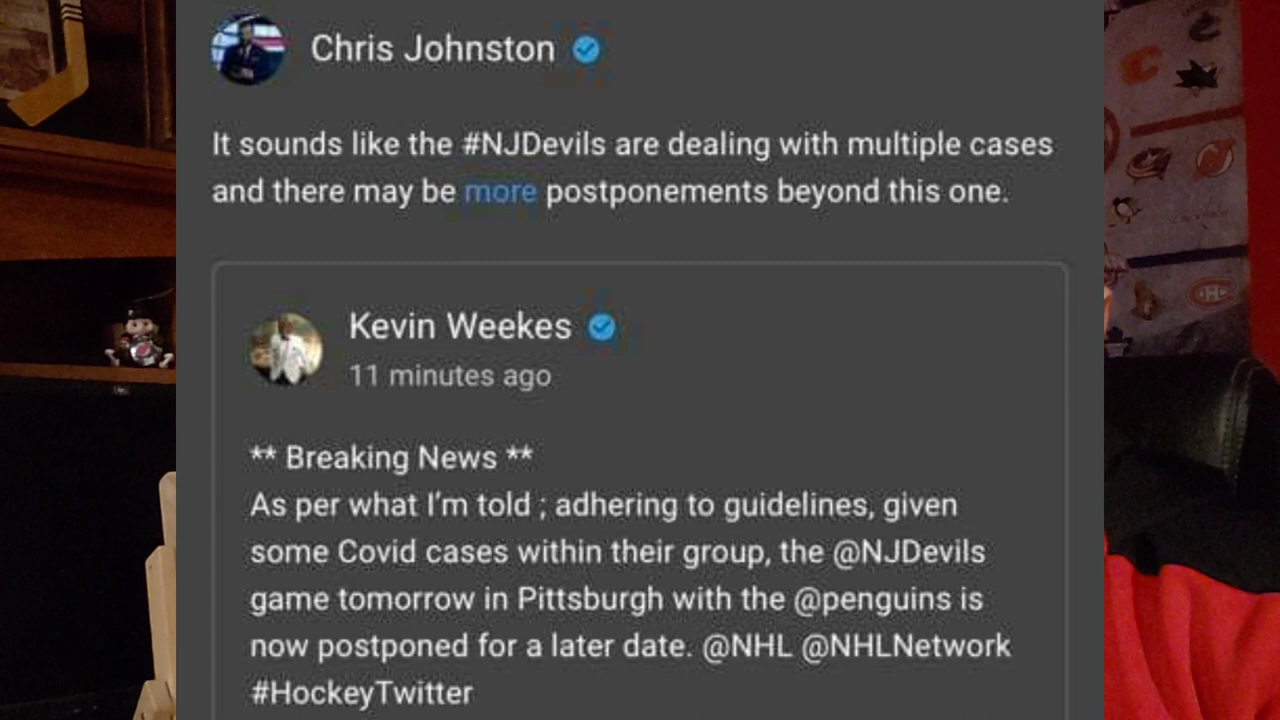 Chris Johnston
It sounds like the #NJDevils are dealing with multiple cases
and there may be more postponements beyond this one.
Kevin Weekes
11 minutes ago
** Breaking News **
As per what I'm told ; adhering to guidelines, given
some Covid cases within their group, the @NJDevils
game tomorrow in Pittsburgh with the @penguins is
now postponed for a later date. @NHL @NHLNetwork
#HockeyTwitter